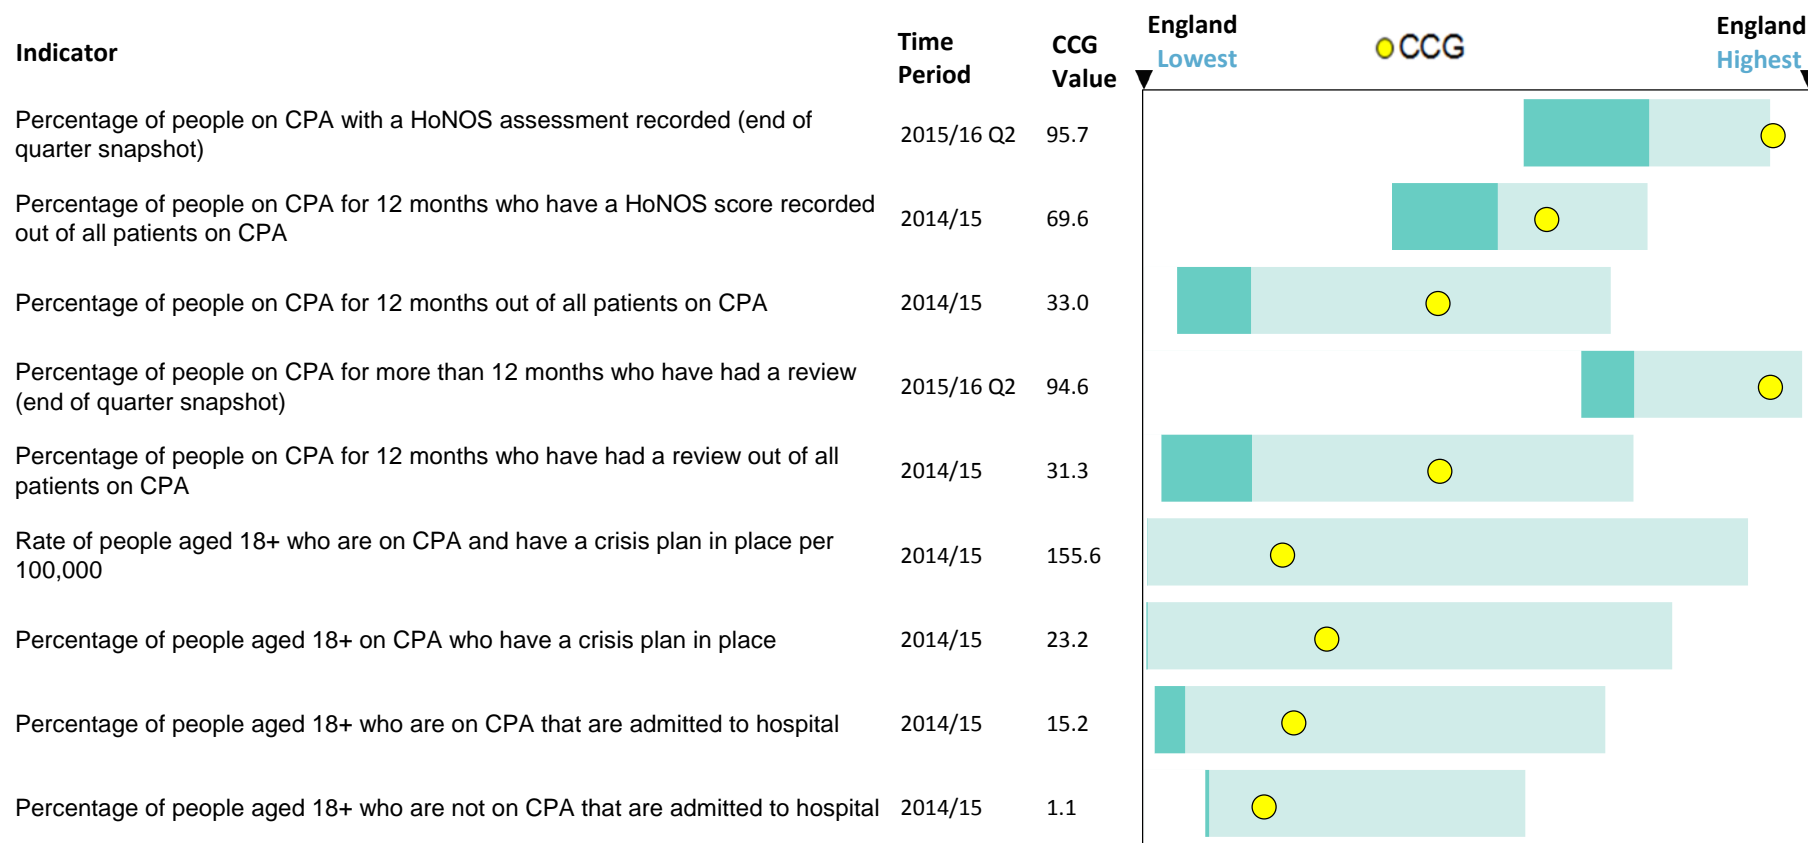 Indicator
Time
Period
CCG
Value
England
Lowest
CCG
England
Highest
Percentage of people on CPA with a HoNOS assessment recorded (end of
quarter snapshot)
2015/16 Q2
95.7
Percentage of people on CPA for 12 months who have a HoNOS score recorded
out of all patients on CPA
2014/15
69.6
Percentage of people on CPA for 12 months out of all patients on CPA
2014/15
33.0
Percentage of people on CPA for more than 12 months who have had a review
(end of quarter snapshot)
2015/16 Q2
94.6
Percentage of people on CPA for 12 months who have had a review out of all
patients on CPA
2014/15
31.3
Rate of people aged 18+ who are on CPA and have a crisis plan in place per
100,000
2014/15
155.6
Percentage of people aged 18+ on CPA who have a crisis plan in place
2014/15
23.2
Percentage of people aged 18+ who are on CPA that are admitted to hospital
2014/15
15.2
Percentage of people aged 18+ who are not on CPA that are admitted to hospital
2014/15
1.1